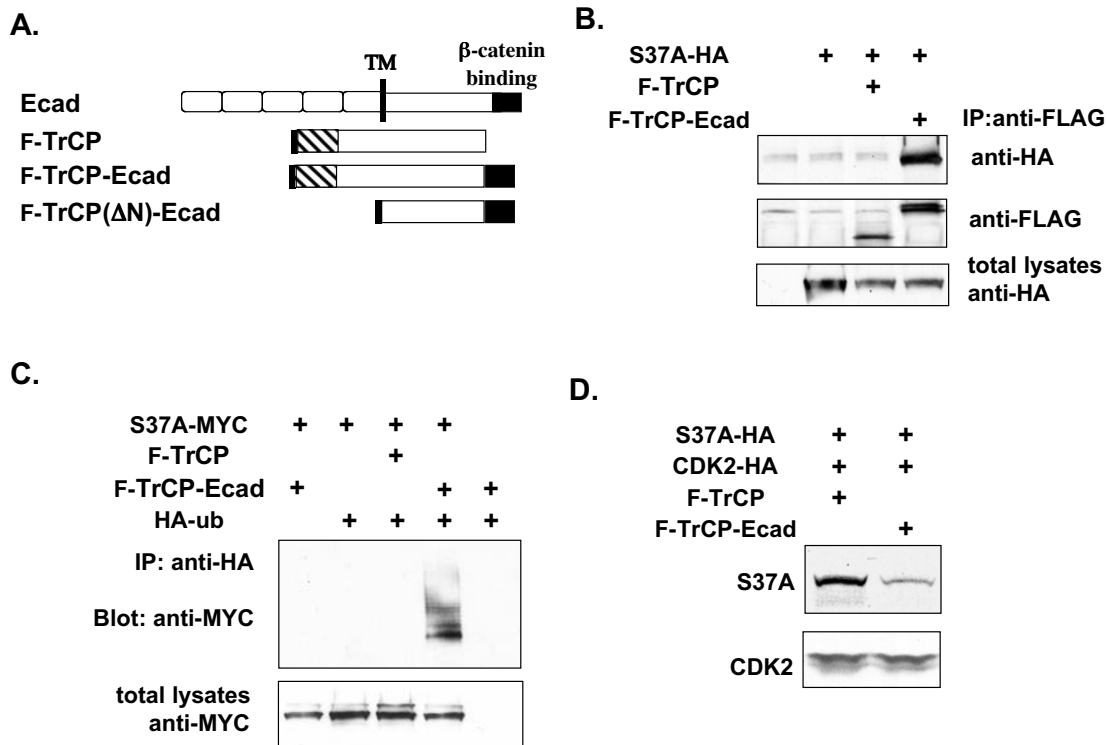 A.
TM
β-catenin
binding
Ecad
F-TrCP
F-TrCP-Ecad
F-TrCP(ΔN)-Ecad
B.
S37A-HA + + +
F-TrCP +
F-TrCP-Ecad + IP:anti-FLAG
anti-HA
anti-FLAG
total lysates
anti-HA
C.
S37A-MYC + + + +
F-TrCP +
F-TrCP-Ecad + + +
HA-ub + + + +
IP: anti-HA
Blot: anti-MYC
total lysates
anti-MYC
D.
S37A-HA + +
CDK2-HA + +
F-TrCP +
F-TrCP-Ecad +
S37A
CDK2